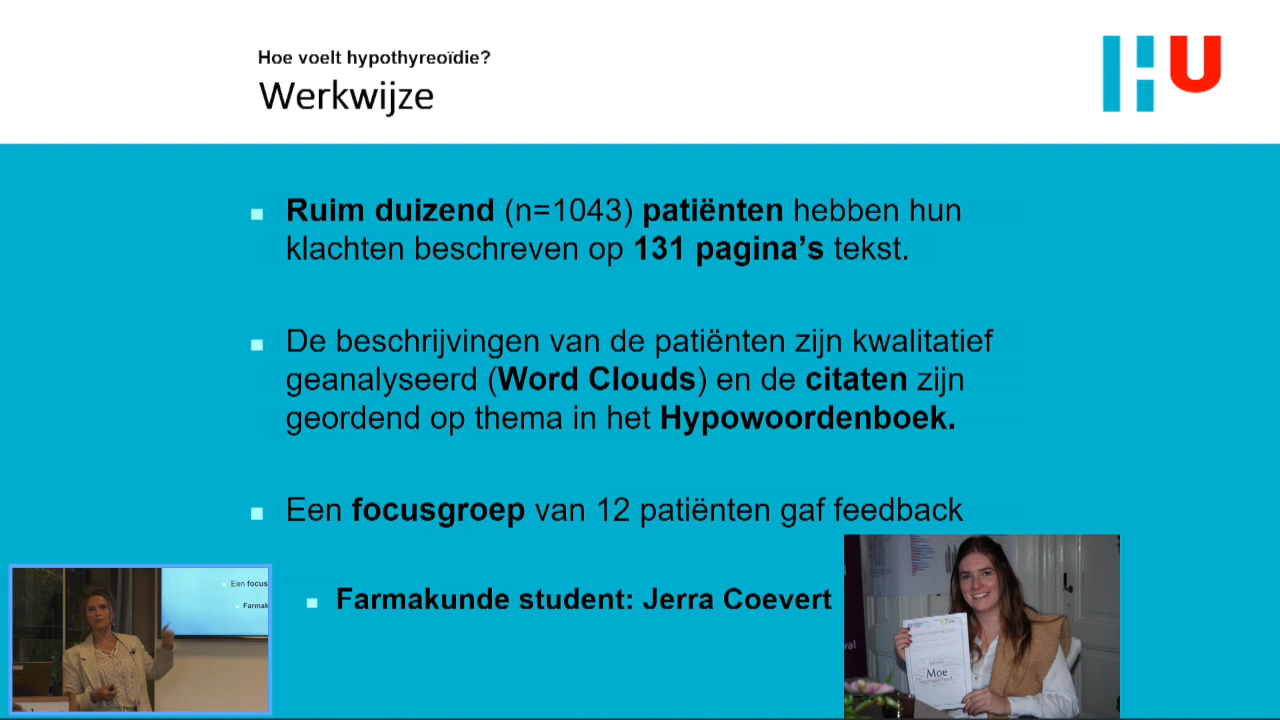 Hoe voelt hypothyreoïdie?
Werkwijze
HU
Ruim duizend (n=1043) patiënten hebben hun
klachten beschreven op 131 pagina’s tekst.
De beschrijvingen van de patiënten zijn kwalitatief
geanalyseerd (Word Clouds) en de citaten zijn
geordend op thema in het Hypowoordenboek.
Een focusgroep van 12 patiënten gaf feedback
Farmakunde student: Jerra Coevert
Een focus
Farmak
Moe